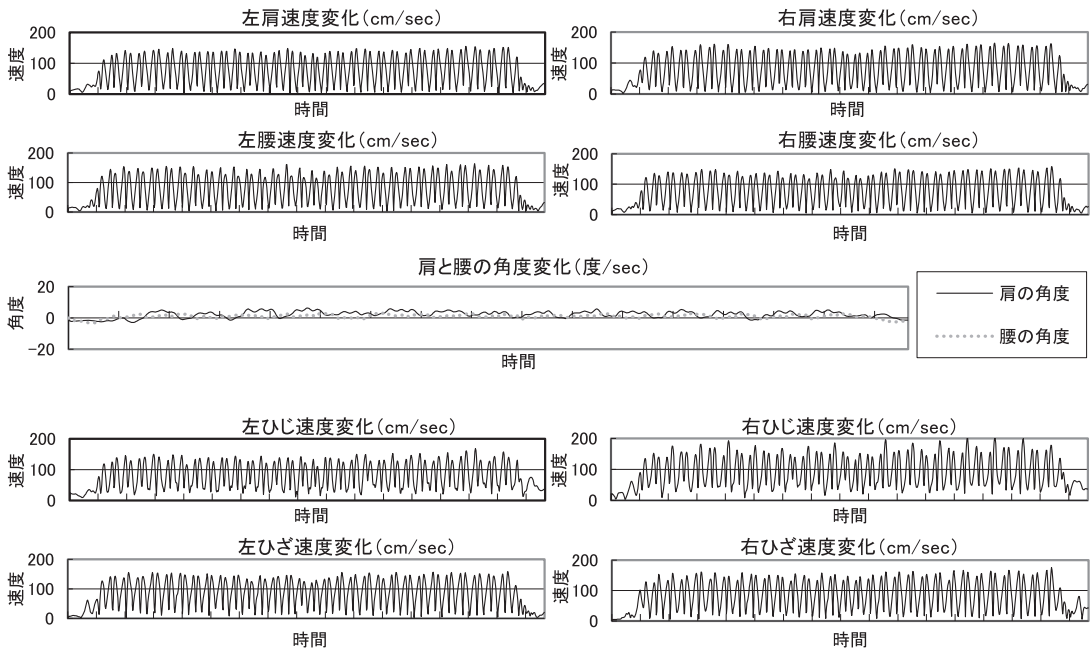 左肩速度変化(cm/sec)
200
100
0
速度
時間
右肩速度変化(cm/sec)
200
100
0
速度
時間
左腰速度変化(cm/sec)
200
100
0
速度
時間
右腰速度変化(cm/sec)
200
100
0
速度
時間
肩と腰の角度変化(度/sec)
20
0
-20
角度
時間
肩の角度
腰の角度
左ひじ速度変化(cm/sec)
200
100
0
速度
時間
右ひじ速度変化(cm/sec)
200
100
0
速度
時間
左ひざ速度変化(cm/sec)
200
100
0
速度
時間
右ひざ速度変化(cm/sec)
200
100
0
速度
時間